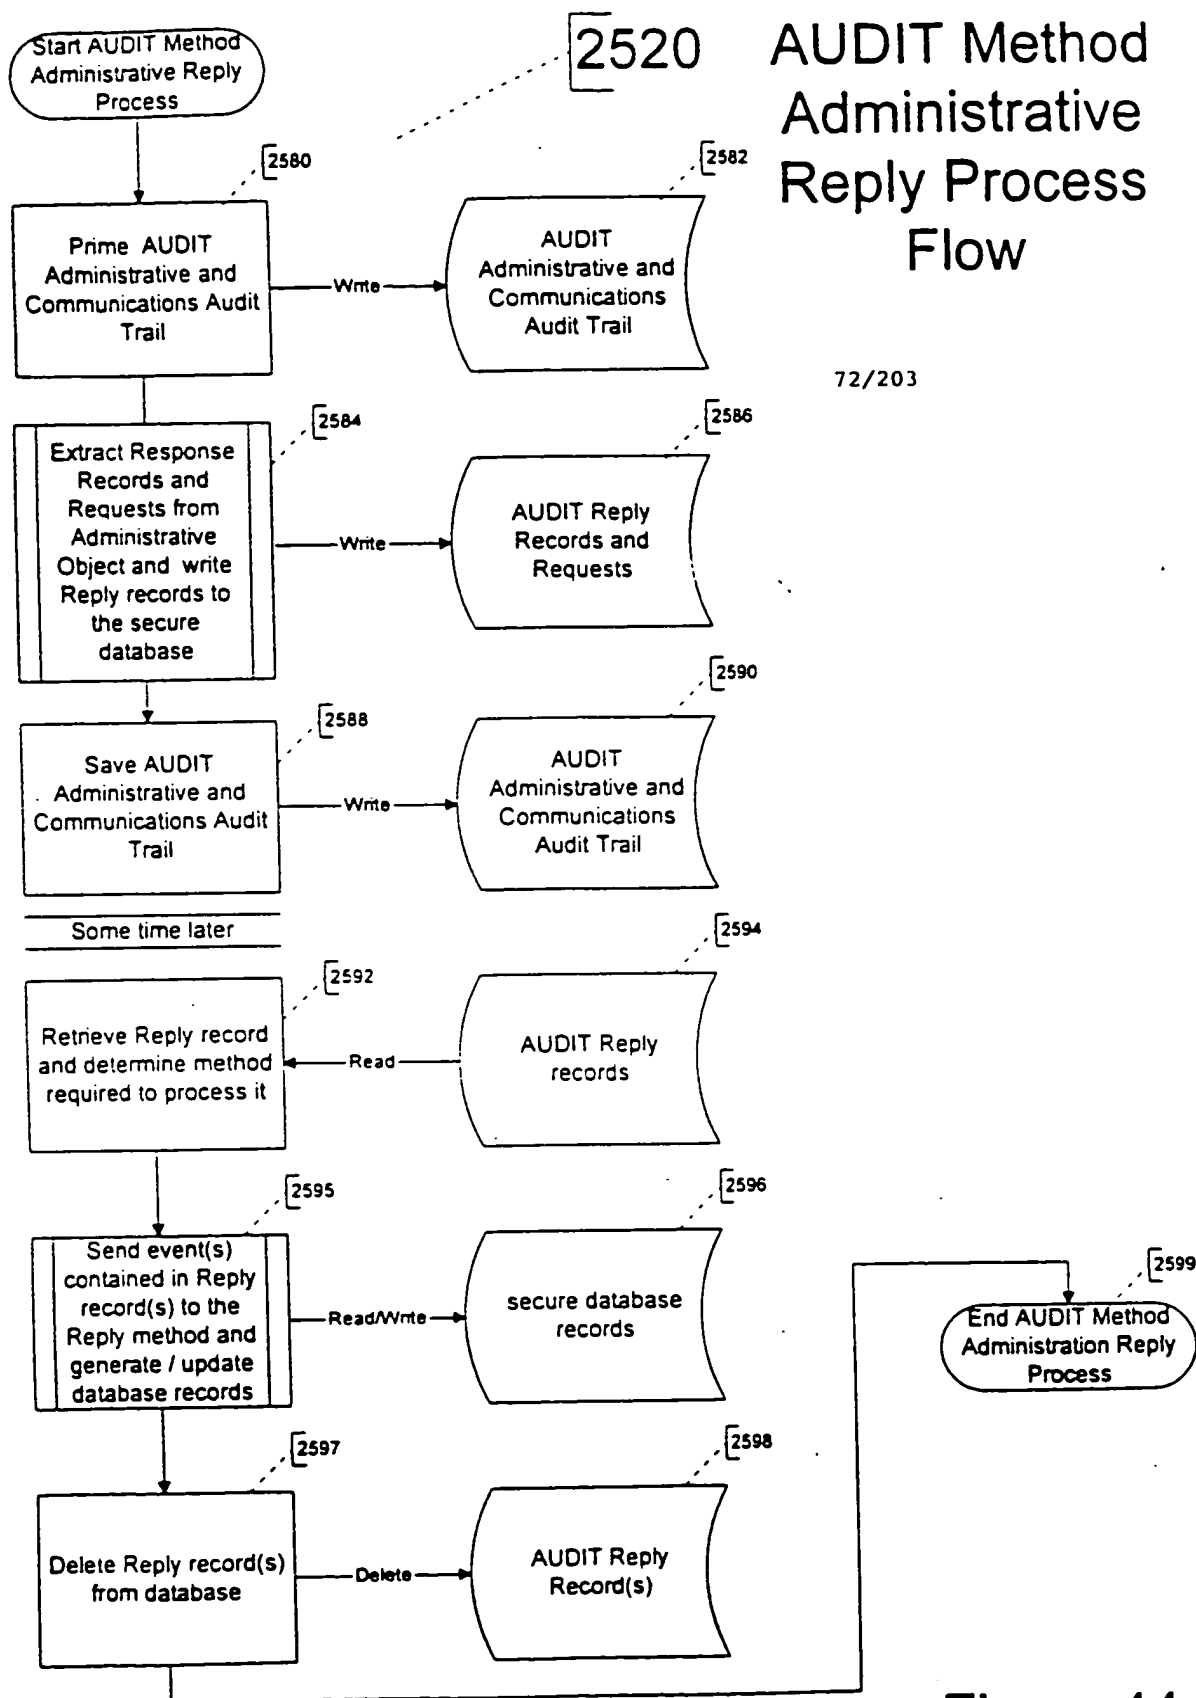 Start AUDIT Method
Administrative Reply
Process
2520
AUDIT Method
Administrative
Reply Process
Flow
2580
2582
Prime AUDIT
Administrative and
Communications Audit
Trail
Write
AUDIT
Administrative and
Communications
Audit Trail
72/203
2584
2586
Extract Response
Records and
Requests from
Administrative
Object and write
Reply records to
the secure
database
Write
AUDIT Reply
Records and
Requests
2588
2590
Save AUDIT
Administrative and
Communications Audit
Trail
Write
AUDIT
Administrative and
Communications
Audit Trail
Some time later
2592
2594
Retrieve Reply record
and determine method
required to process it
Read
AUDIT Reply
records
2595
2596
Send event(s)
contained in Reply
record(s) to the
Reply method and
generate / update
database records
Read/Write
secure database
records
2599
End AUDIT Method
Administration Reply
Process
2597
2598
Delete Reply record(s)
from database
Delete
AUDIT Reply
Record(s)